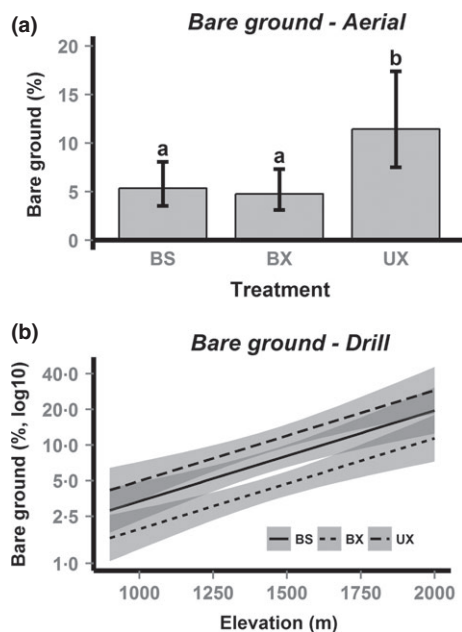 (a)
Bare ground - Aerial
Bare ground (%)
20
15
10
5
0
a
a
b
BS
BX
UX
Treatment
(b)
Bare ground - Drill
Bare ground (%, log10)
40·0
20·0
10·0
5·0
2·5
1·0
BS
BX
UX
1000
1250
1500
1750
2000
Elevation (m)